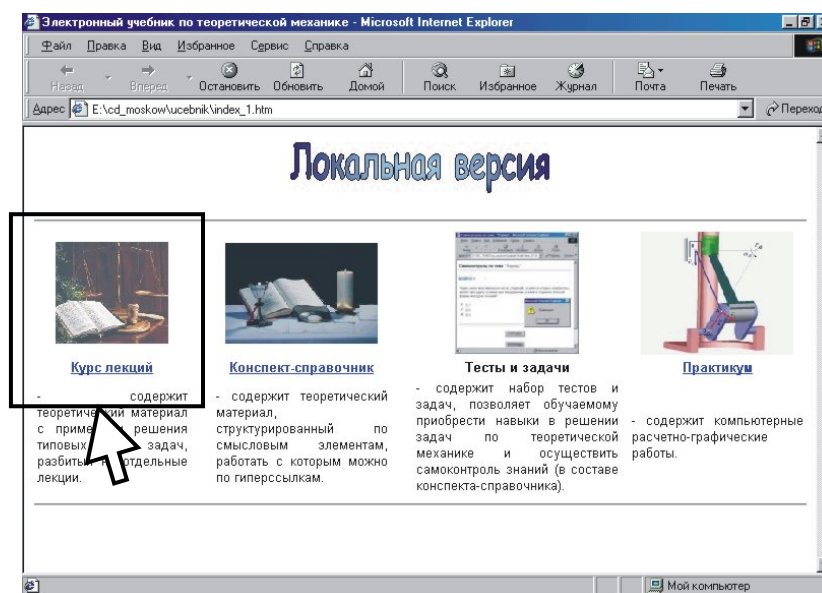 Электронный учебник по теоретической механике - Microsoft Internet Explorer
Файл Правка Вид Избранное Сервис Справка
Назад Вперед Остановить Обновить Домой Поиск Избранное Журнал Почта Печать
Адрес E:\cd_moskow\ucebnik\index_1.htm Переход
Локальная версия
Курс лекций
- содержит
теоретический материал
с решения
типовых задач,
отдельные
лекции.
Конспект-справочник
- содержит теоретический
материал,
структурированный по
смысловым элементам,
работать с которым можно
по гиперссылкам.
Тесты и задачи
- содержит набор тестов и
задач, позволяет обучаемому
приобрести навыки в решении
задач по теоретической
механике и осуществить
самоконтроль знаний (в составе
конспекта-справочника).
Практикум
- содержит компьютерные
расчетно-графические
работы.
Мой компьютер